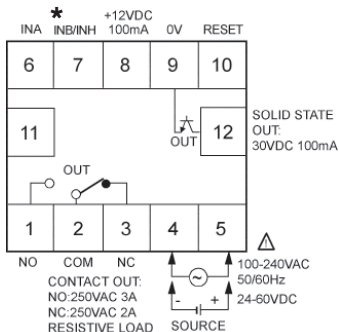 * +12VDC
INA INB/INH 100mA 0V RESET
6 7 8 9 10
11 OUT 12
SOLID STATE
OUT:
30VDC 100mA
OUT
1 2 3 4 5
NO COM NC
CONTACT OUT:
NO:250VAC 3A
NC:250VAC 2A
RESISTIVE LOAD
100-240VAC
50/60Hz
- + 24-60VDC
SOURCE